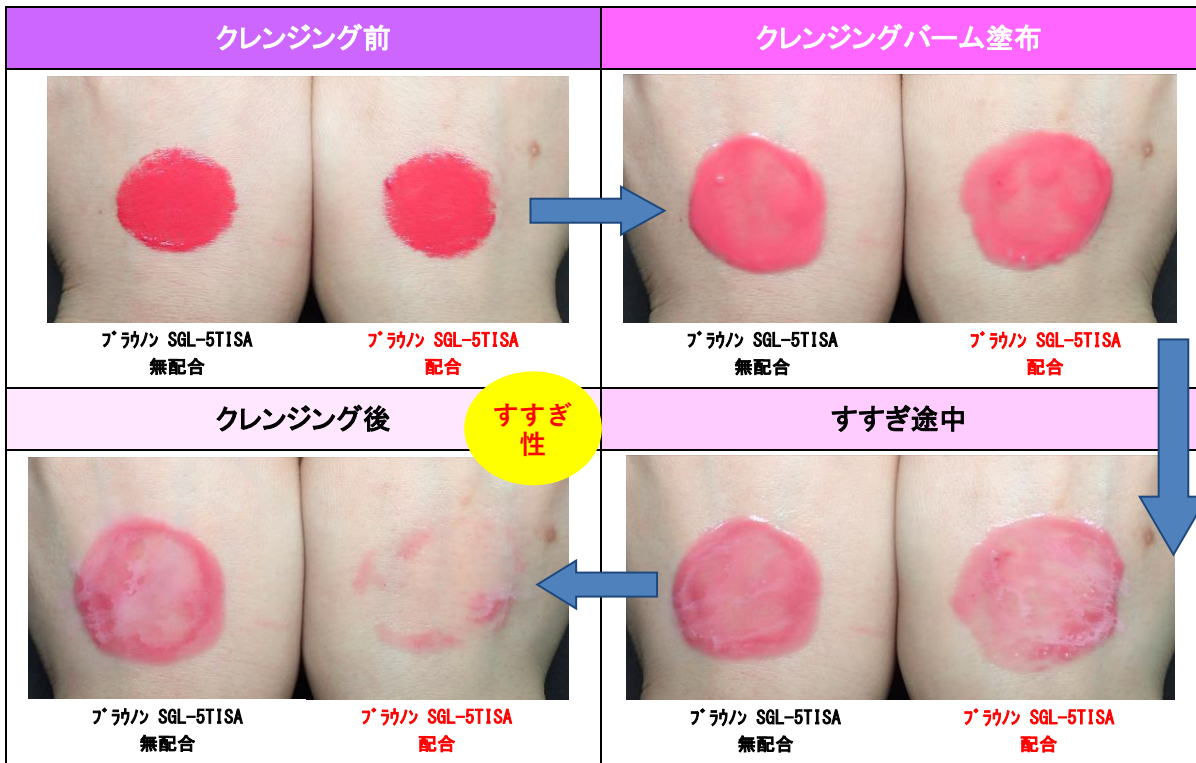 クレンジング前
クレンジングバーム塗布
ﾌﾞﾗｳﾉﾝ SGL-5TISA
無配合
ﾌﾞﾗｳﾉﾝ SGL-5TISA
配合
ﾌﾞﾗｳﾉﾝ SGL-5TISA
無配合
ﾌﾞﾗｳﾉﾝ SGL-5TISA
配合
クレンジング後
すすぎ
性
すすぎ途中
ﾌﾞﾗｳﾉﾝ SGL-5TISA
無配合
ﾌﾞﾗｳﾉﾝ SGL-5TISA
配合
ﾌﾞﾗｳﾉﾝ SGL-5TISA
無配合
ﾌﾞﾗｳﾉﾝ SGL-5TISA
配合